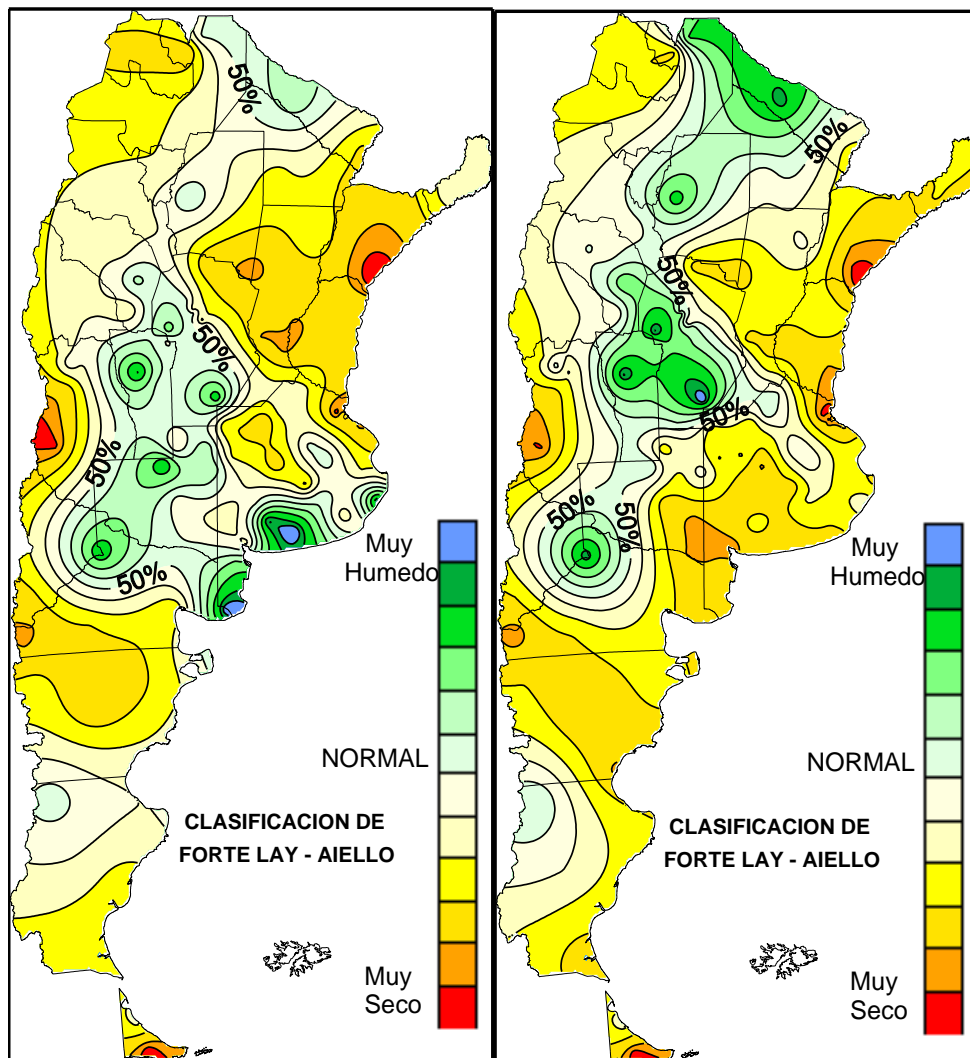 50%
50%
50%
50%
Muy
Humedo
NORMAL
CLASIFICACION DE
FORTE LAY - AIELLO
Muy
Seco
50%
50%
50%
50%
50%
Muy
Humedo
NORMAL
CLASIFICACION DE
FORTE LAY - AIELLO
Muy
Seco